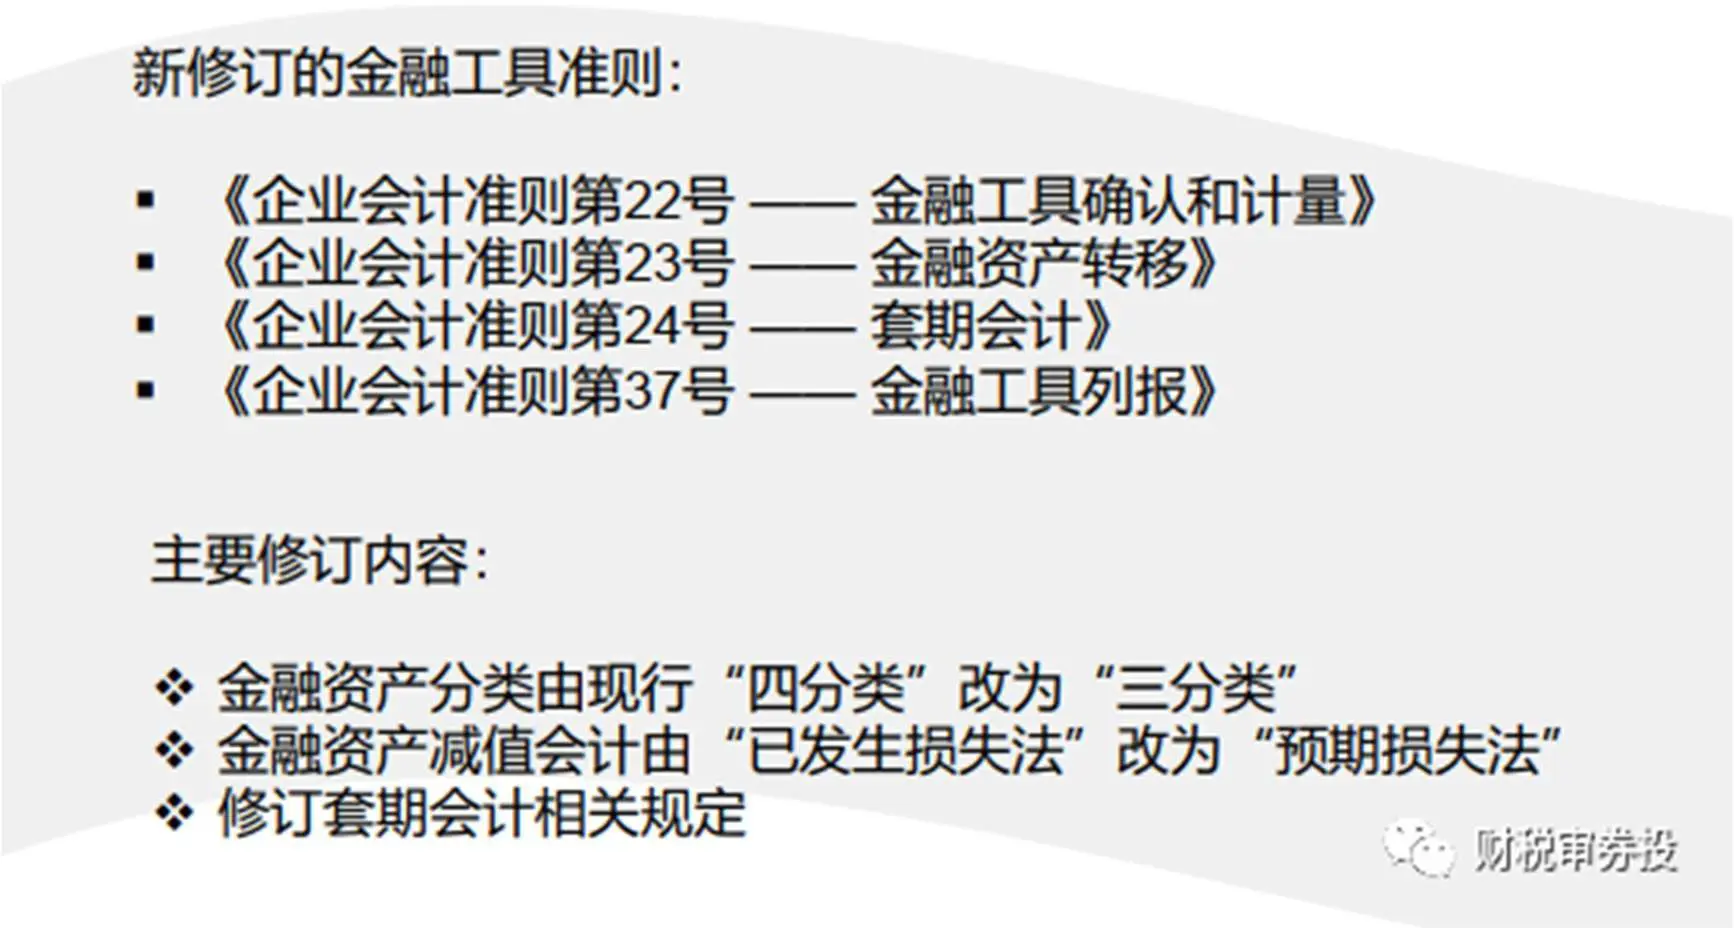 新修订的金融工具准则：
▪ 《企业会计准则第22号 —— 金融工具确认和计量》
▪ 《企业会计准则第23号 —— 金融资产转移》
▪ 《企业会计准则第24号 —— 套期会计》
▪ 《企业会计准则第37号 —— 金融工具列报》
主要修订内容：
❖ 金融资产分类由现行“四分类”改为“三分类”
❖ 金融资产减值会计由“已发生损失法”改为“预期损失法”
❖ 修订套期会计相关规定
财税审券投